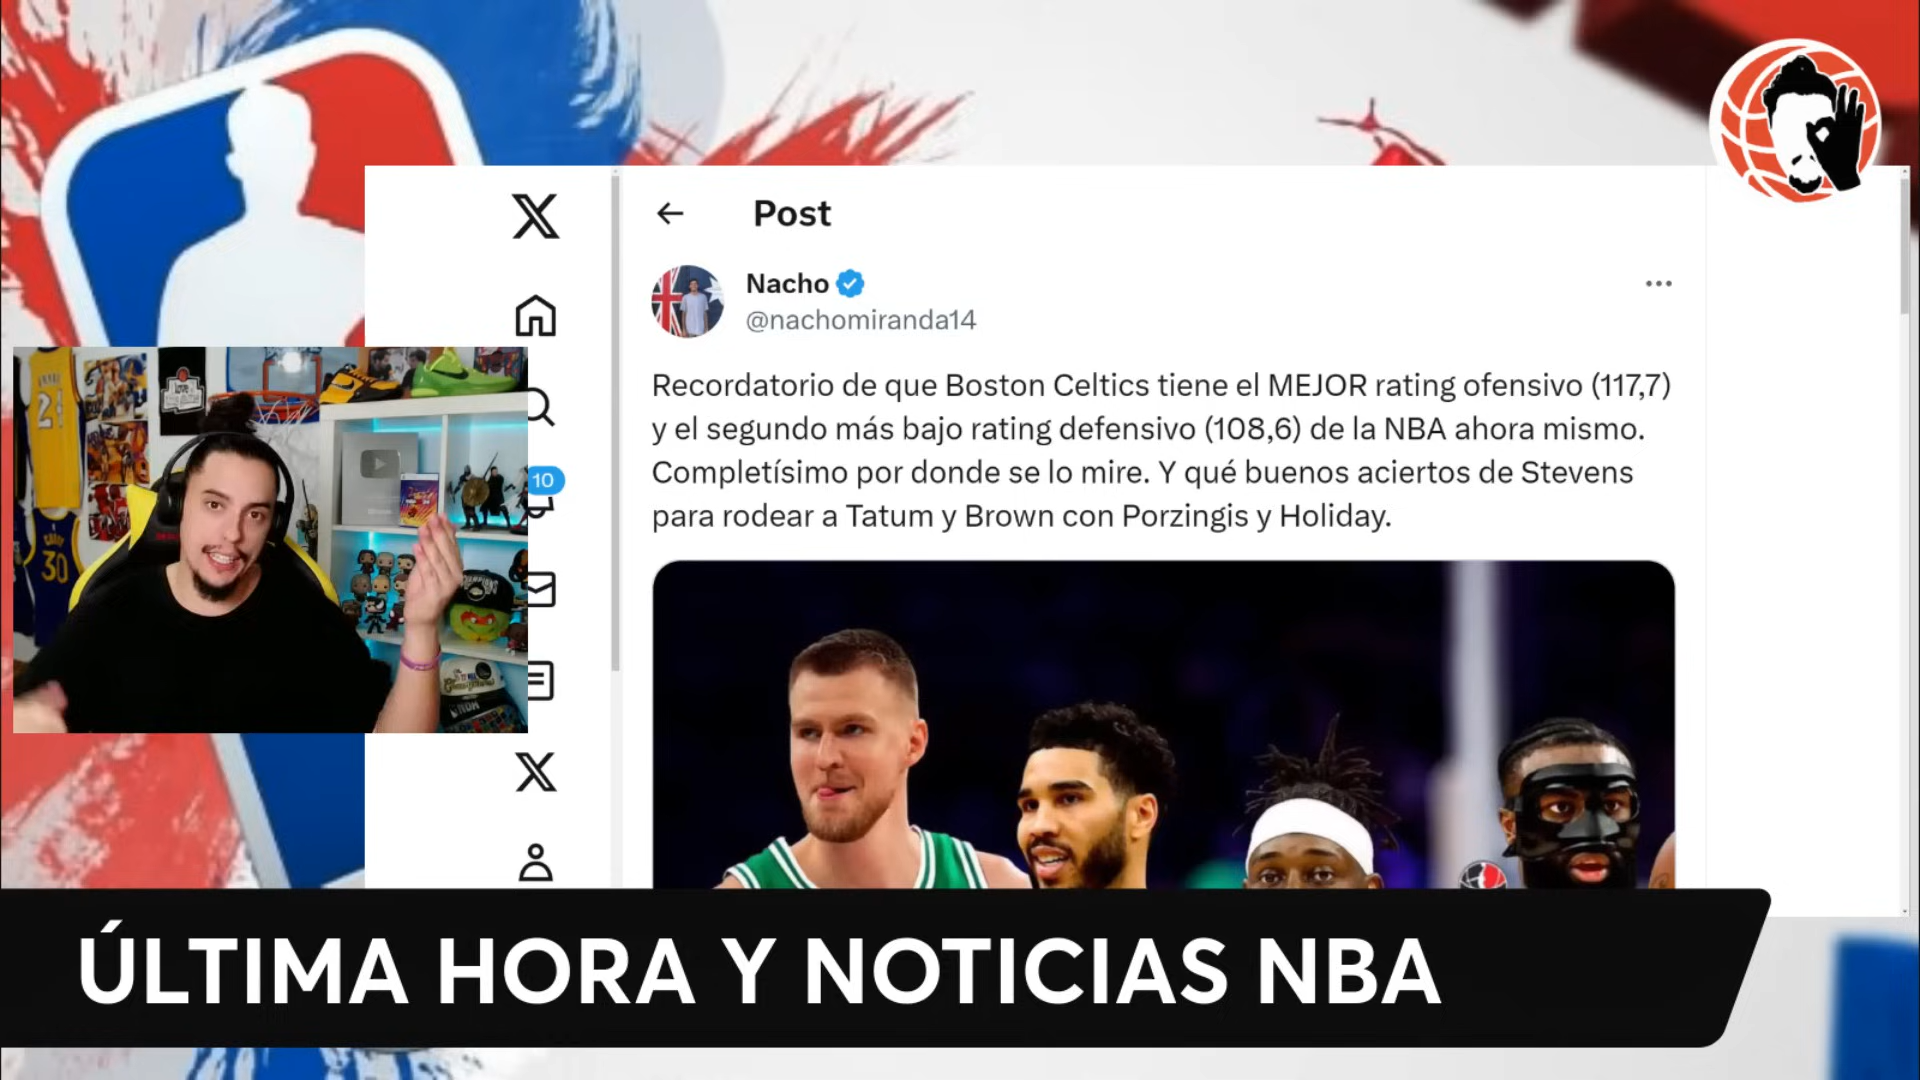 Post
Nacho
@nachomiranda14
Recordatorio de que Boston Celtics tiene el MEJOR rating ofensivo (117,7)
y el segundo más bajo rating defensivo (108,6) de la NBA ahora mismo.
Completísimo por donde se lo mire. Y qué buenos aciertos de Stevens
para rodear a Tatum y Brown con Porzingis y Holiday.
10
30
ÚLTIMA HORA Y NOTICIAS NBA